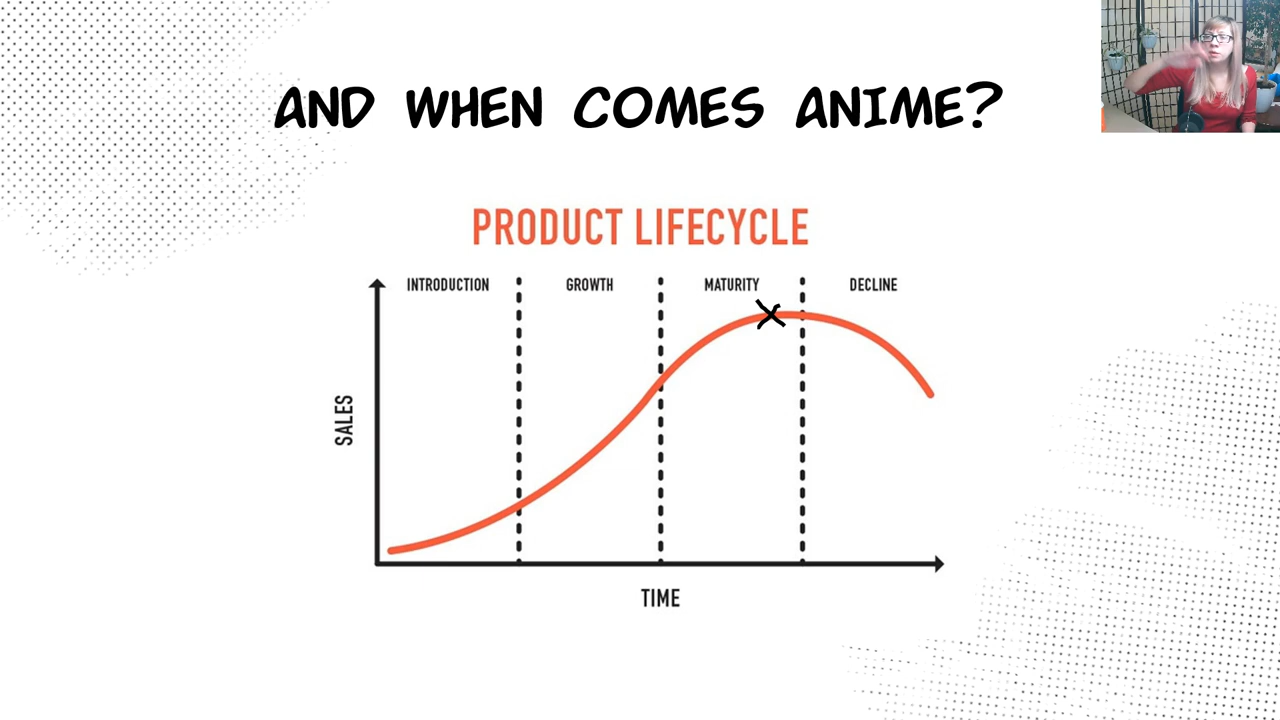 AND WHEN COMES ANIME?
PRODUCT LIFECYCLE
INTRODUCTION
GROWTH
MATURITY
DECLINE
SALES
TIME